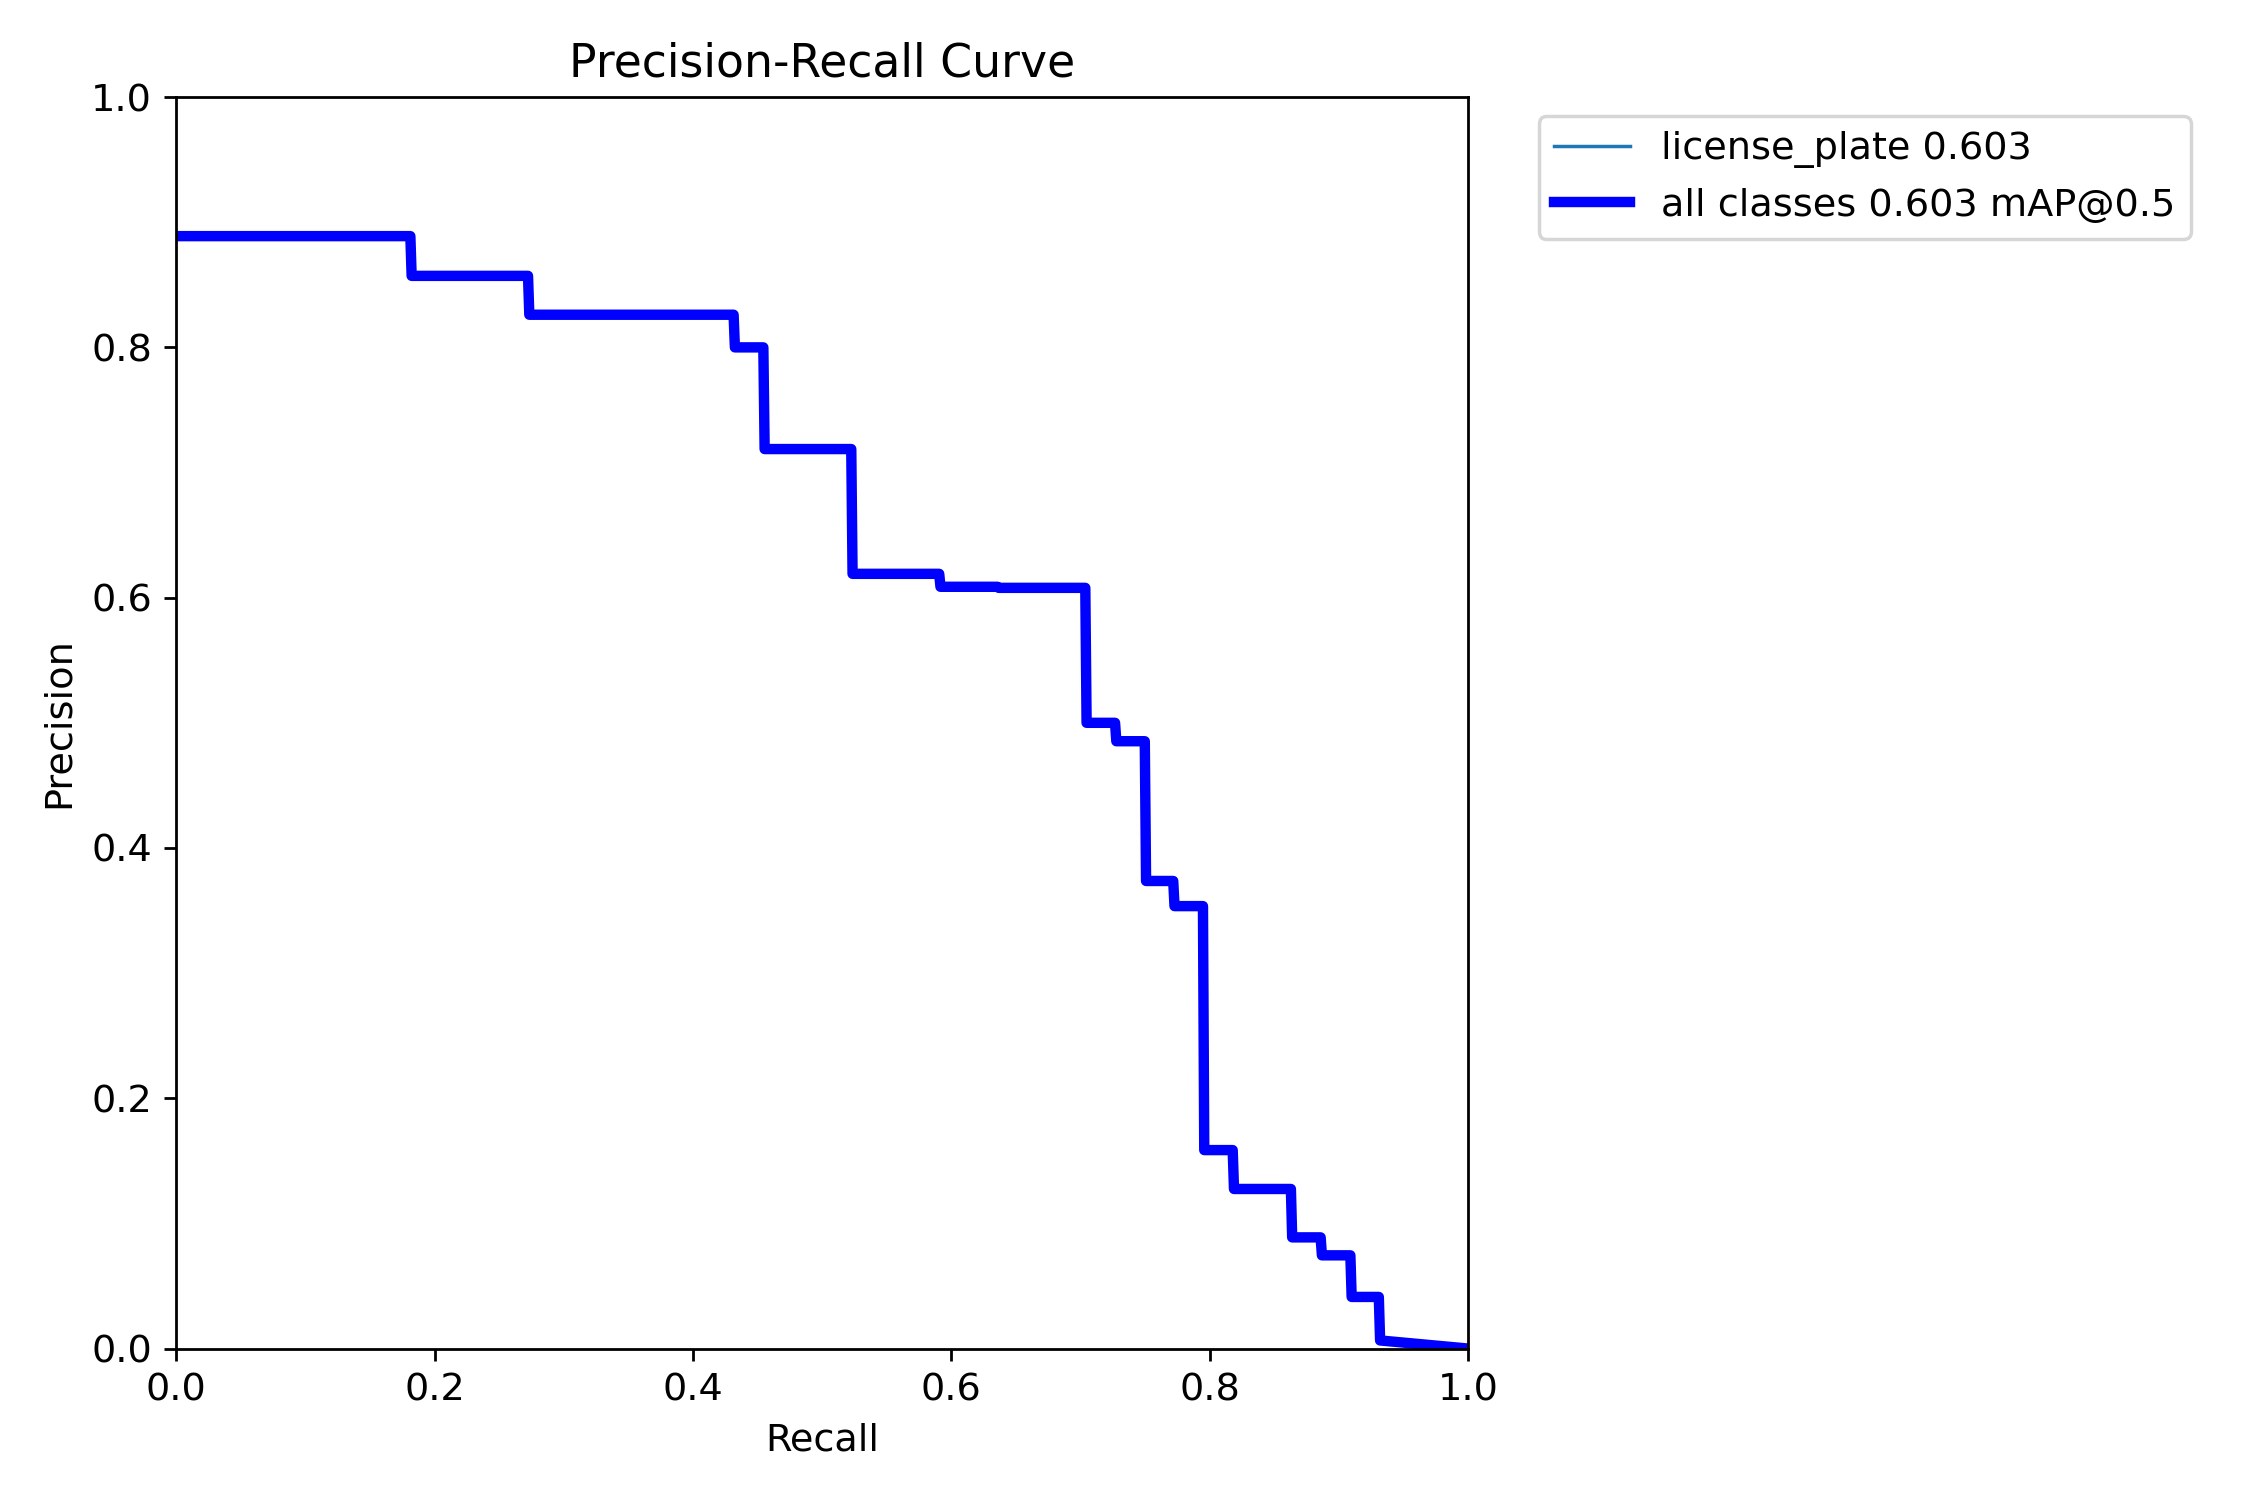 Precision-Recall Curve
1.0
0.8
0.6
0.4
0.2
0.0
Precision
0.0 0.2 0.4 0.6 0.8 1.0
Recall
license_plate 0.603
all classes 0.603 mAP@0.5